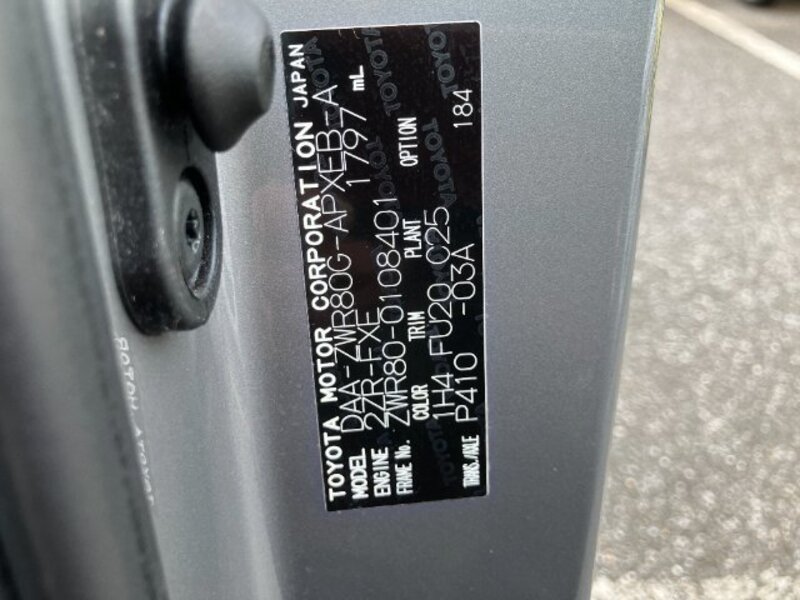 TOYOTA MOTOR CORPORATION JAPAN
MODEL DAA-ZWR80G-APXEB-A
ENGINE 2ZR-FXE 1797 mL
FRAME No. ZWR80-0108401
COLOR TRIM PLANT OPTION
1H4 FU20 C25
TRANS./AXLE P410 -03A 184